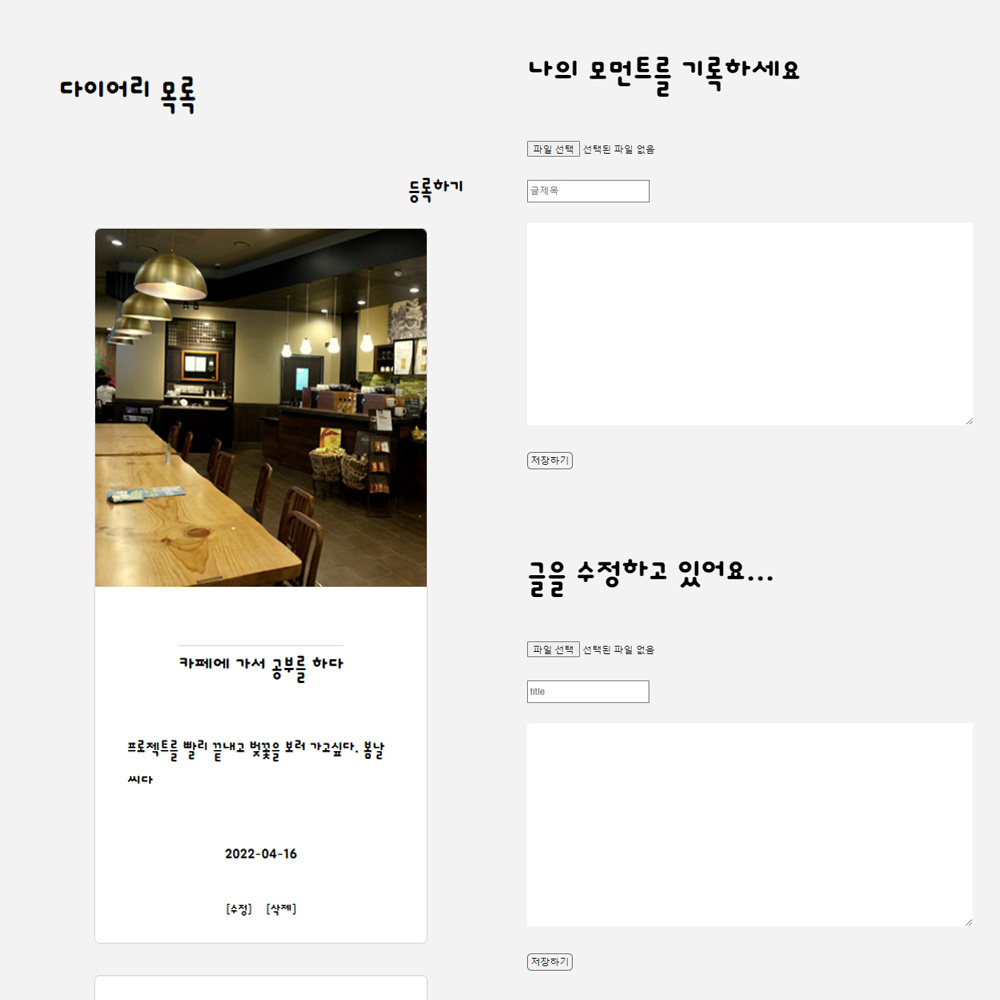 다이어리 목록
등록하기
카페에 가서 공부를 하다
프로젝트를 빨리 끝내고 벚꽃을 보러 가고싶다. 봄날
씨다
2022-04-16
[수정] [삭제]
나의 모먼트를 기록하세요
파일 선택 선택된 파일 없음
글제목
저장하기
글을 수정하고 있어요...
파일 선택 선택된 파일 없음
title
저장하기